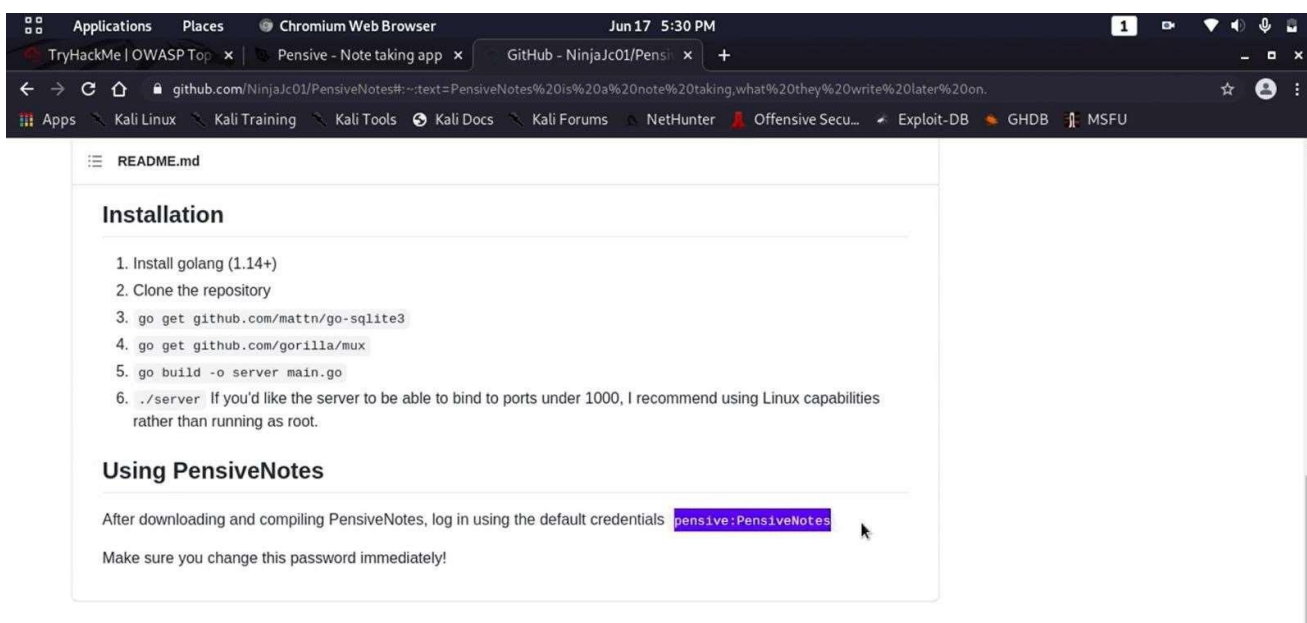 Applications Places Chromium Web Browser Jun 17 5:30 PM 1
TryHackMe | OWASP Top × Pensive - Note taking app × GitHub - NinjaJc01/Pensi × +
github.com/NinjaJc01/PensiveNotes#:~:text=PensiveNotes%20is%20a%20note%20taking,what%20they%20write%20later%20on.
Apps Kali Linux Kali Training Kali Tools Kali Docs Kali Forums NetHunter Offensive Secu... Exploit-DB GHDB MSFU
README.md
Installation
1. Install golang (1.14+)
2. Clone the repository
3. go get github.com/mattn/go-sqlite3
4. go get github.com/gorilla/mux
5. go build -o server main.go
6. ./server If you'd like the server to be able to bind to ports under 1000, I recommend using Linux capabilities
rather than running as root.
Using PensiveNotes
After downloading and compiling PensiveNotes, log in using the default credentials pensive:PensiveNotes
Make sure you change this password immediately!